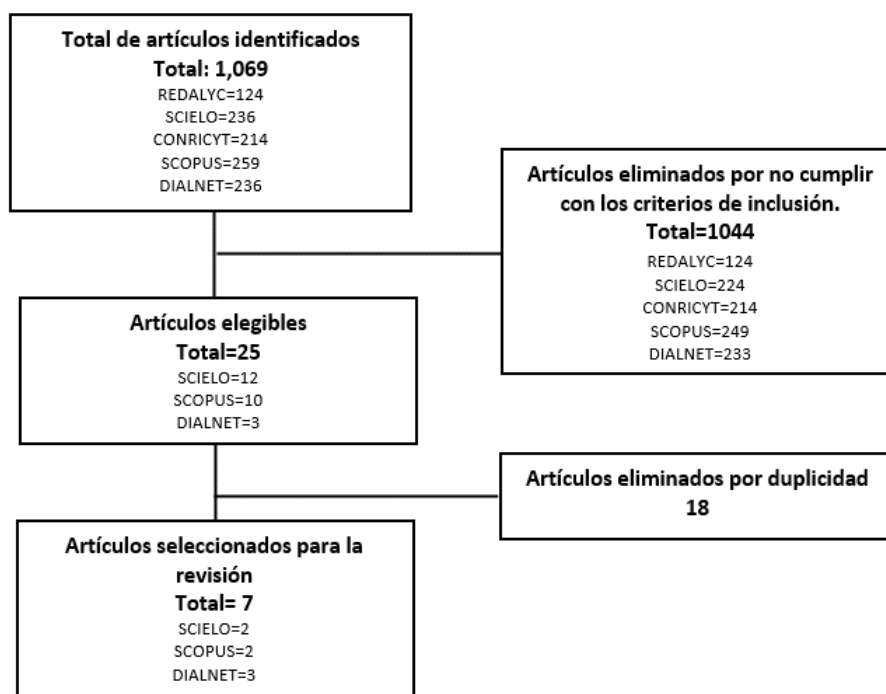 Total de artículos identificados
Total: 1,069
REDALYC=124
SCIELO=236
CONRICYT=214
SCOPUS=259
DIALNET=236
Artículos eliminados por no cumplir
con los criterios de inclusión.
Total=1044
REDALYC=124
SCIELO=224
CONRICYT=214
SCOPUS=249
DIALNET=233
Artículos elegibles
Total=25
SCIELO=12
SCOPUS=10
DIALNET=3
Artículos eliminados por duplicidad
18
Artículos seleccionados para la
revisión
Total= 7
SCIELO=2
SCOPUS=2
DIALNET=3